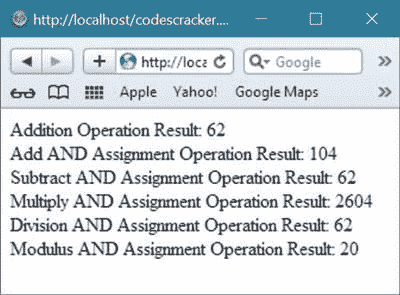 http://localhost/codescracker....
http://loca
Google
Apple Yahoo! Google Maps
Addition Operation Result: 62
Add AND Assignment Operation Result: 104
Subtract AND Assignment Operation Result: 62
Multiply AND Assignment Operation Result: 2604
Division AND Assignment Operation Result: 62
Modulus AND Assignment Operation Result: 20